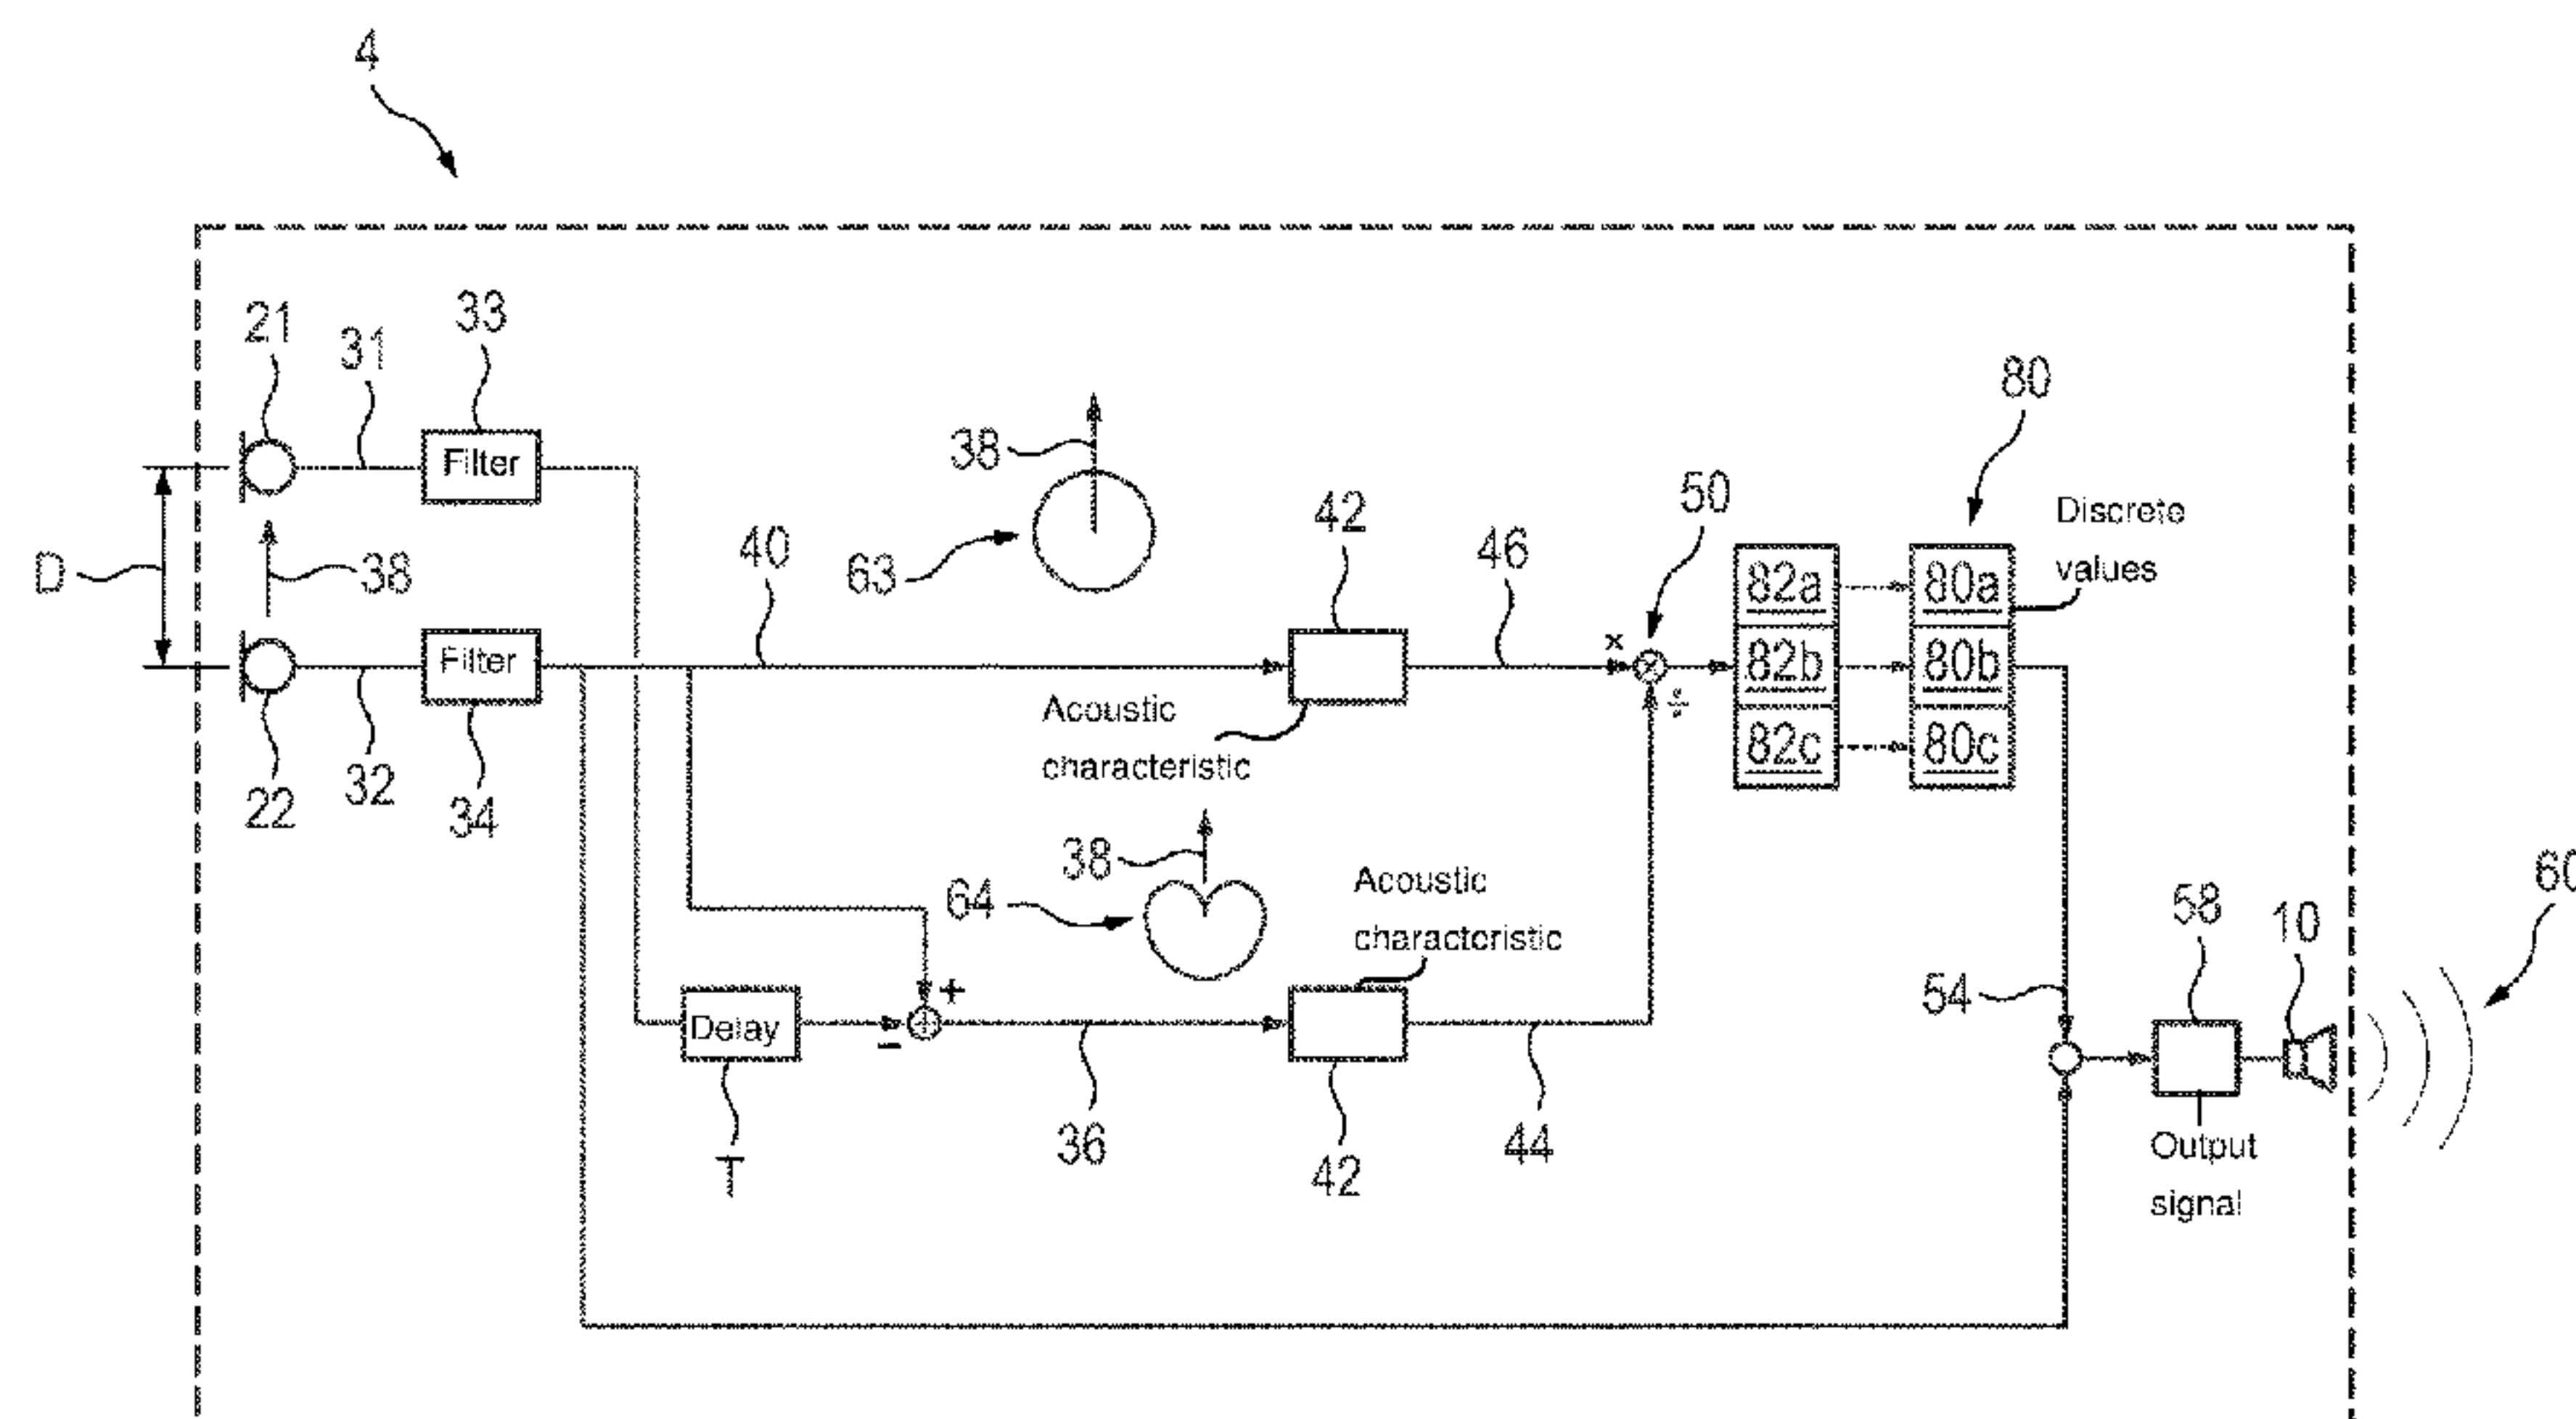 4
21
31
33
Filter
D
38
22
32
Filter
34
38
63
40
42
46
50
80
Discrete
values
×
÷
82a
80a
82b
80b
82c
80c
Acoustic
characteristic
38
64
Acoustic
characteristic
Delay
T
+
−
36
42
44
54
58
10
60
Output
signal